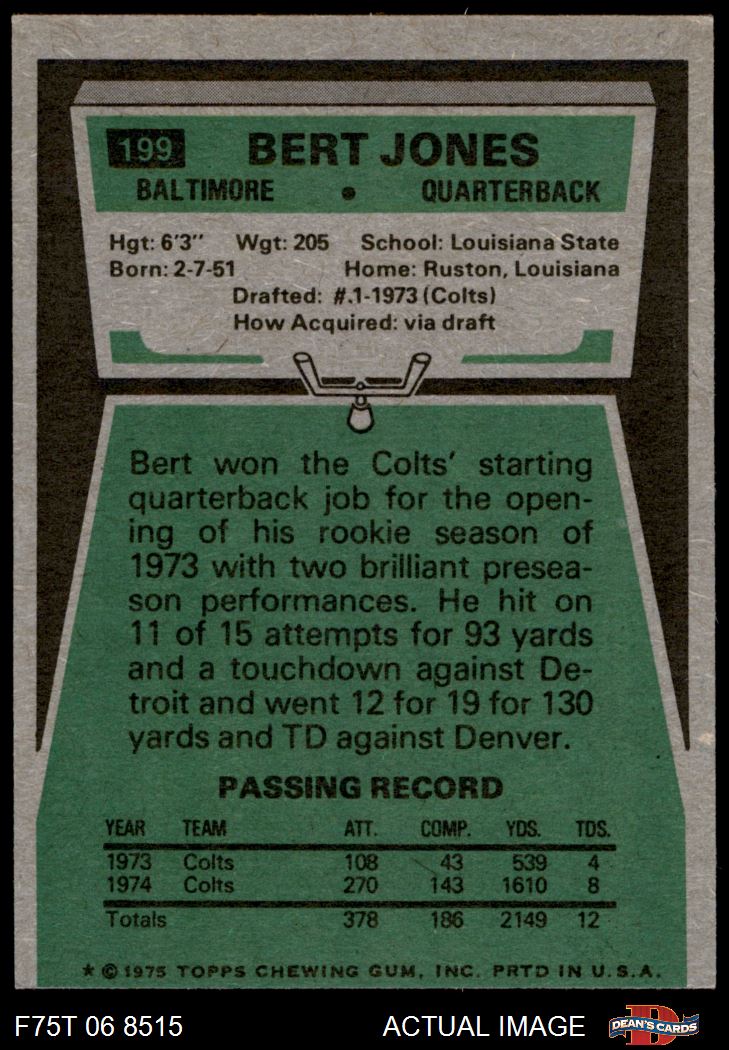 199 BERT JONES
BALTIMORE • QUARTERBACK
Hgt: 6'3" Wgt: 205 School: Louisiana State
Born: 2-7-51 Home: Ruston, Louisiana
Drafted: #.1-1973 (Colts)
How Acquired: via draft
Bert won the Colts' starting
quarterback job for the open-
ing of his rookie season of
1973 with two brilliant presea-
son performances. He hit on
11 of 15 attempts for 93 yards
and a touchdown against De-
troit and went 12 for 19 for 130
yards and TD against Denver.
PASSING RECORD
YEAR TEAM ATT. COMP. YDS. TDS.
1973 Colts 108 43 539 4
1974 Colts 270 143 1610 8
Totals 378 186 2149 12
* © 1975 TOPPS CHEWING GUM, INC. PRTD IN U.S.A.
F75T 06 8515 ACTUAL IMAGE D DEAN'S CARDS